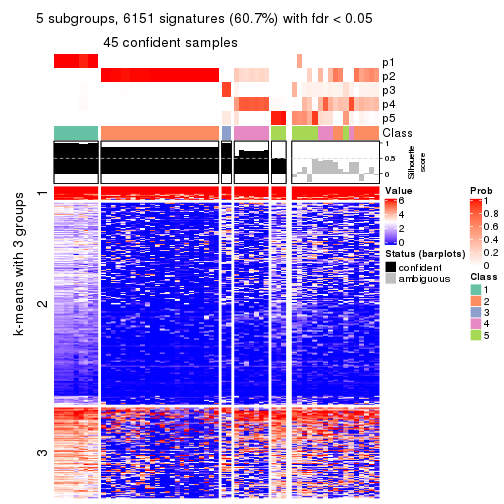 5 subgroups, 6151 signatures (60.7%) with fdr < 0.05
45 confident samples
p1
p2
p3
p4
p5
Class
1
0.5
0
Silhouette
score
k-means with 3 groups
1
2
3
Value
6
4
2
0
Status (barplots)
confident
ambiguous
Prob
1
0.8
0.6
0.4
0.2
0
Class
1
2
3
4
5